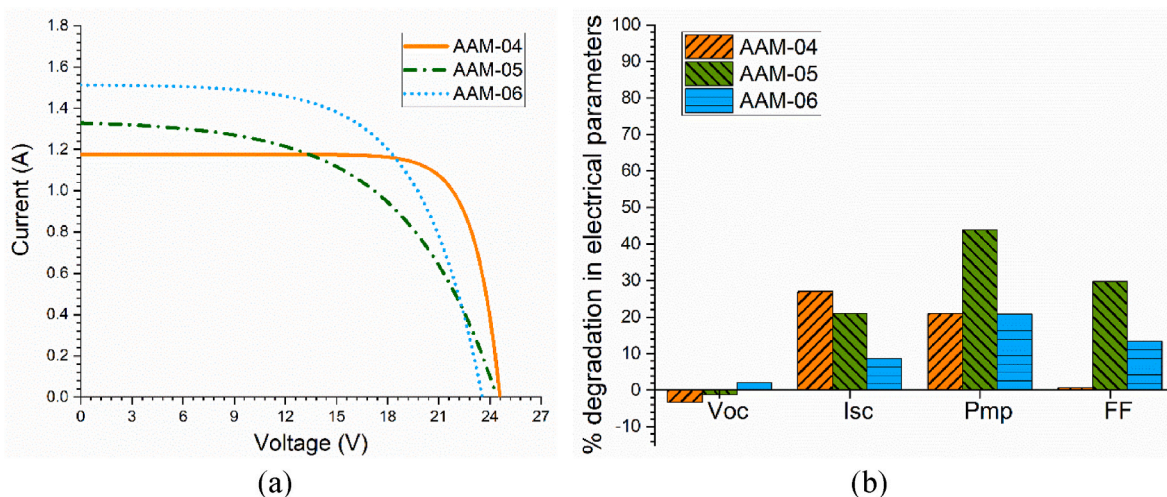 1.8
1.6
1.4
1.2
1.0
0.8
0.6
0.4
0.2
0.0
Current (A)
AAM-04
AAM-05
AAM-06
0 3 6 9 12 15 18 21 24 27
Voltage (V)
(a)
100
90
80
70
60
50
40
30
20
10
0
-10
% degradation in electrical parameters
AAM-04
AAM-05
AAM-06
Voc Isc Pmp FF
(b)